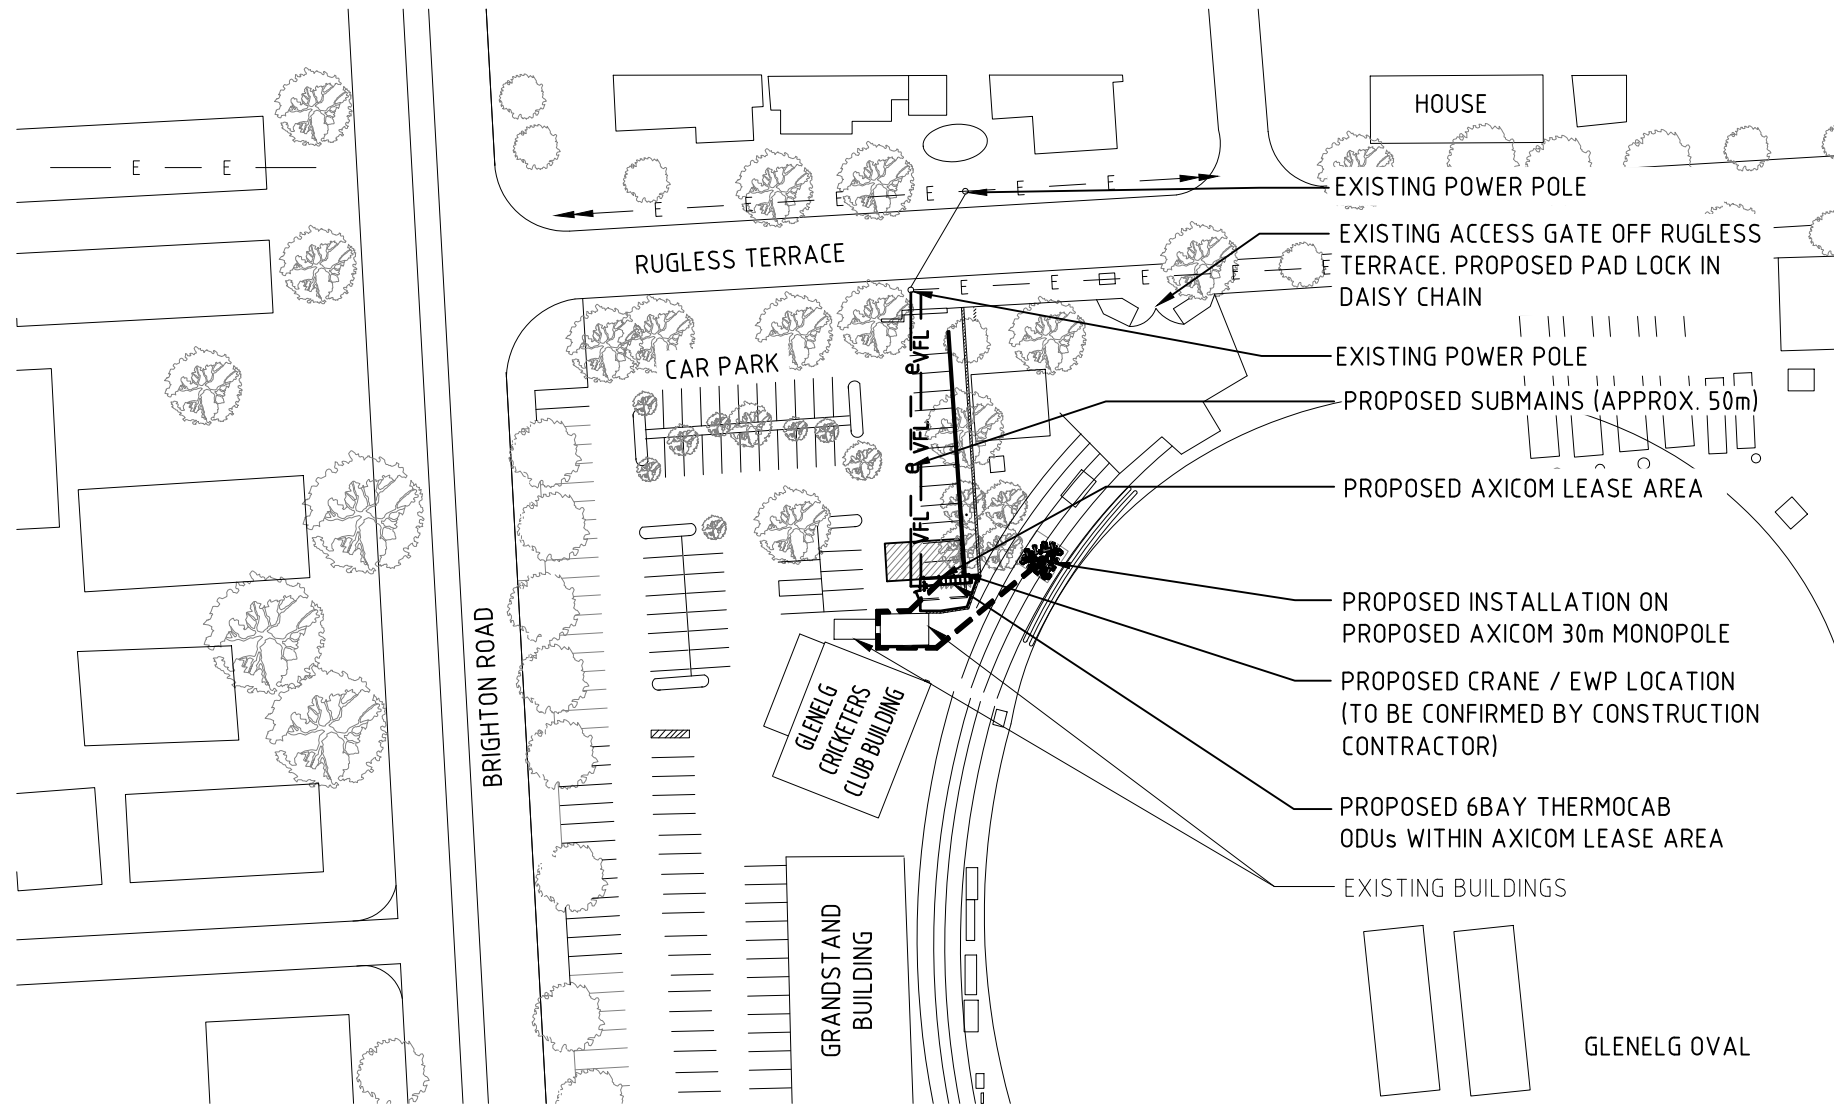 HOUSE
E E
E E E E E E
EXISTING POWER POLE
EXISTING ACCESS GATE OFF RUGLESS
TERRACE. PROPOSED PAD LOCK IN
DAISY CHAIN
RUGLESS TERRACE
E E E E E E
EXISTING POWER POLE
CAR PARK
e VFL
e VFL
VFL
PROPOSED SUBMAINS (APPROX. 50m)
PROPOSED AXICOM LEASE AREA
PROPOSED INSTALLATION ON
PROPOSED AXICOM 30m MONOPOLE
PROPOSED CRANE / EWP LOCATION
(TO BE CONFIRMED BY CONSTRUCTION
CONTRACTOR)
PROPOSED 6BAY THERMOCAB
ODUs WITHIN AXICOM LEASE AREA
EXISTING BUILDINGS
BRIGHTON ROAD
GLENELG
CRICKETERS
CLUB BUILDING
GRANDSTAND
BUILDING
GLENELG OVAL